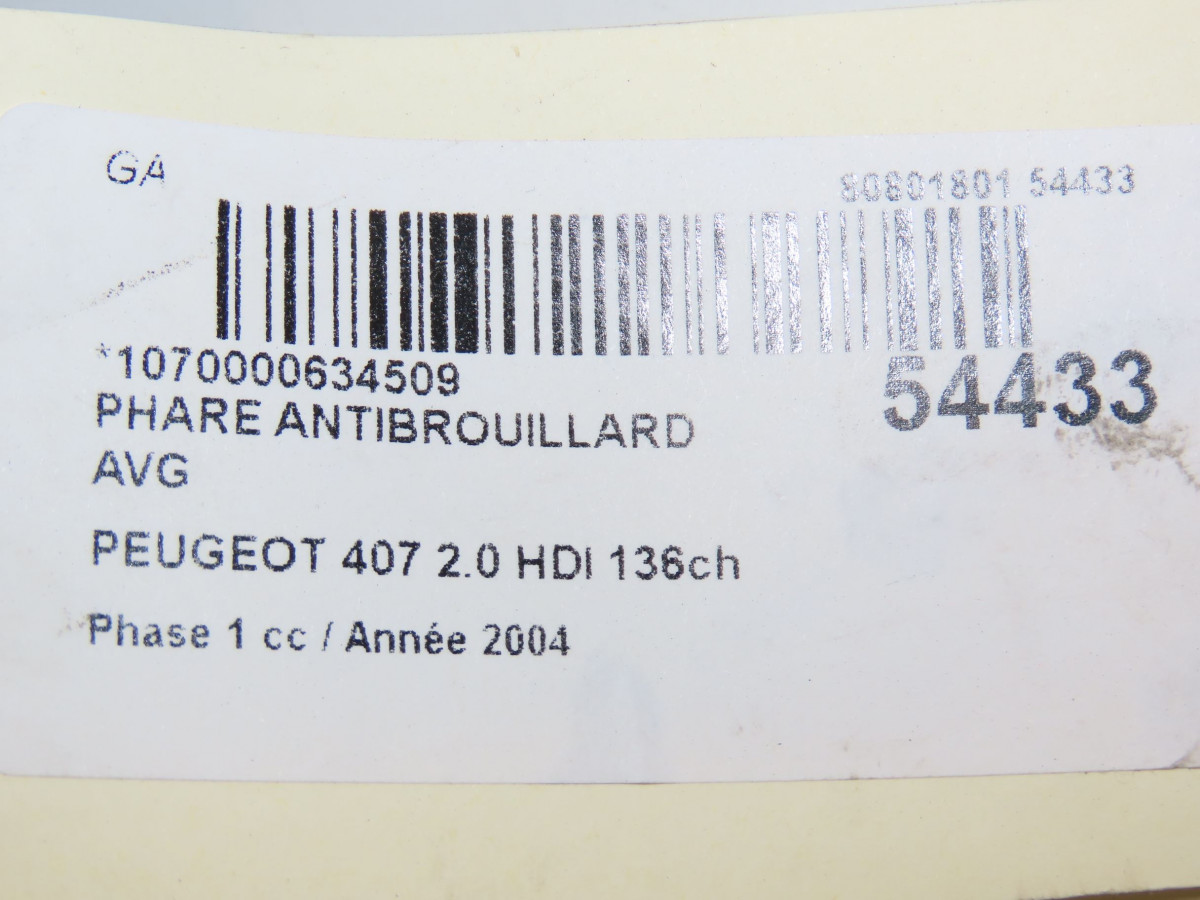 GA
80801801 54433
*1070000634509
54433
PHARE ANTIBROUILLARD
AVG
PEUGEOT 407 2.0 HDI 136ch
Phase 1 cc / Année 2004